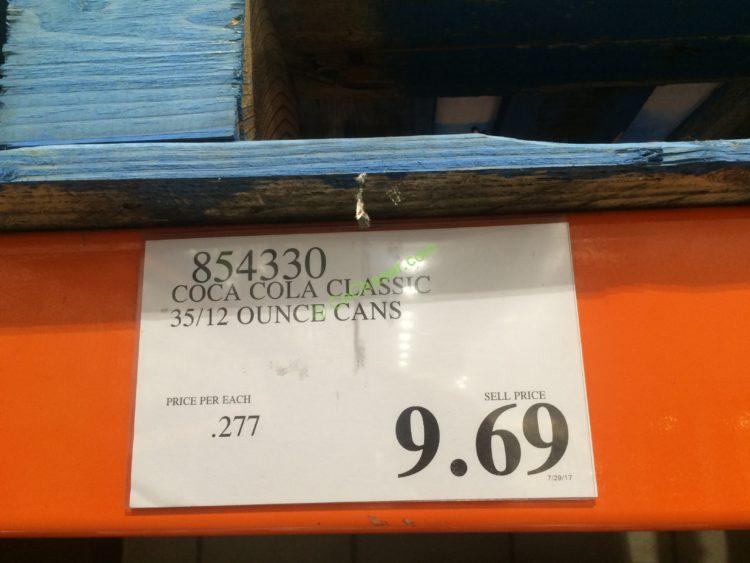 854330
COCA COLA CLASSIC
35/12 OUNCE CANS
PRICE PER EACH
.277
SELL PRICE
9.69
7/29/17